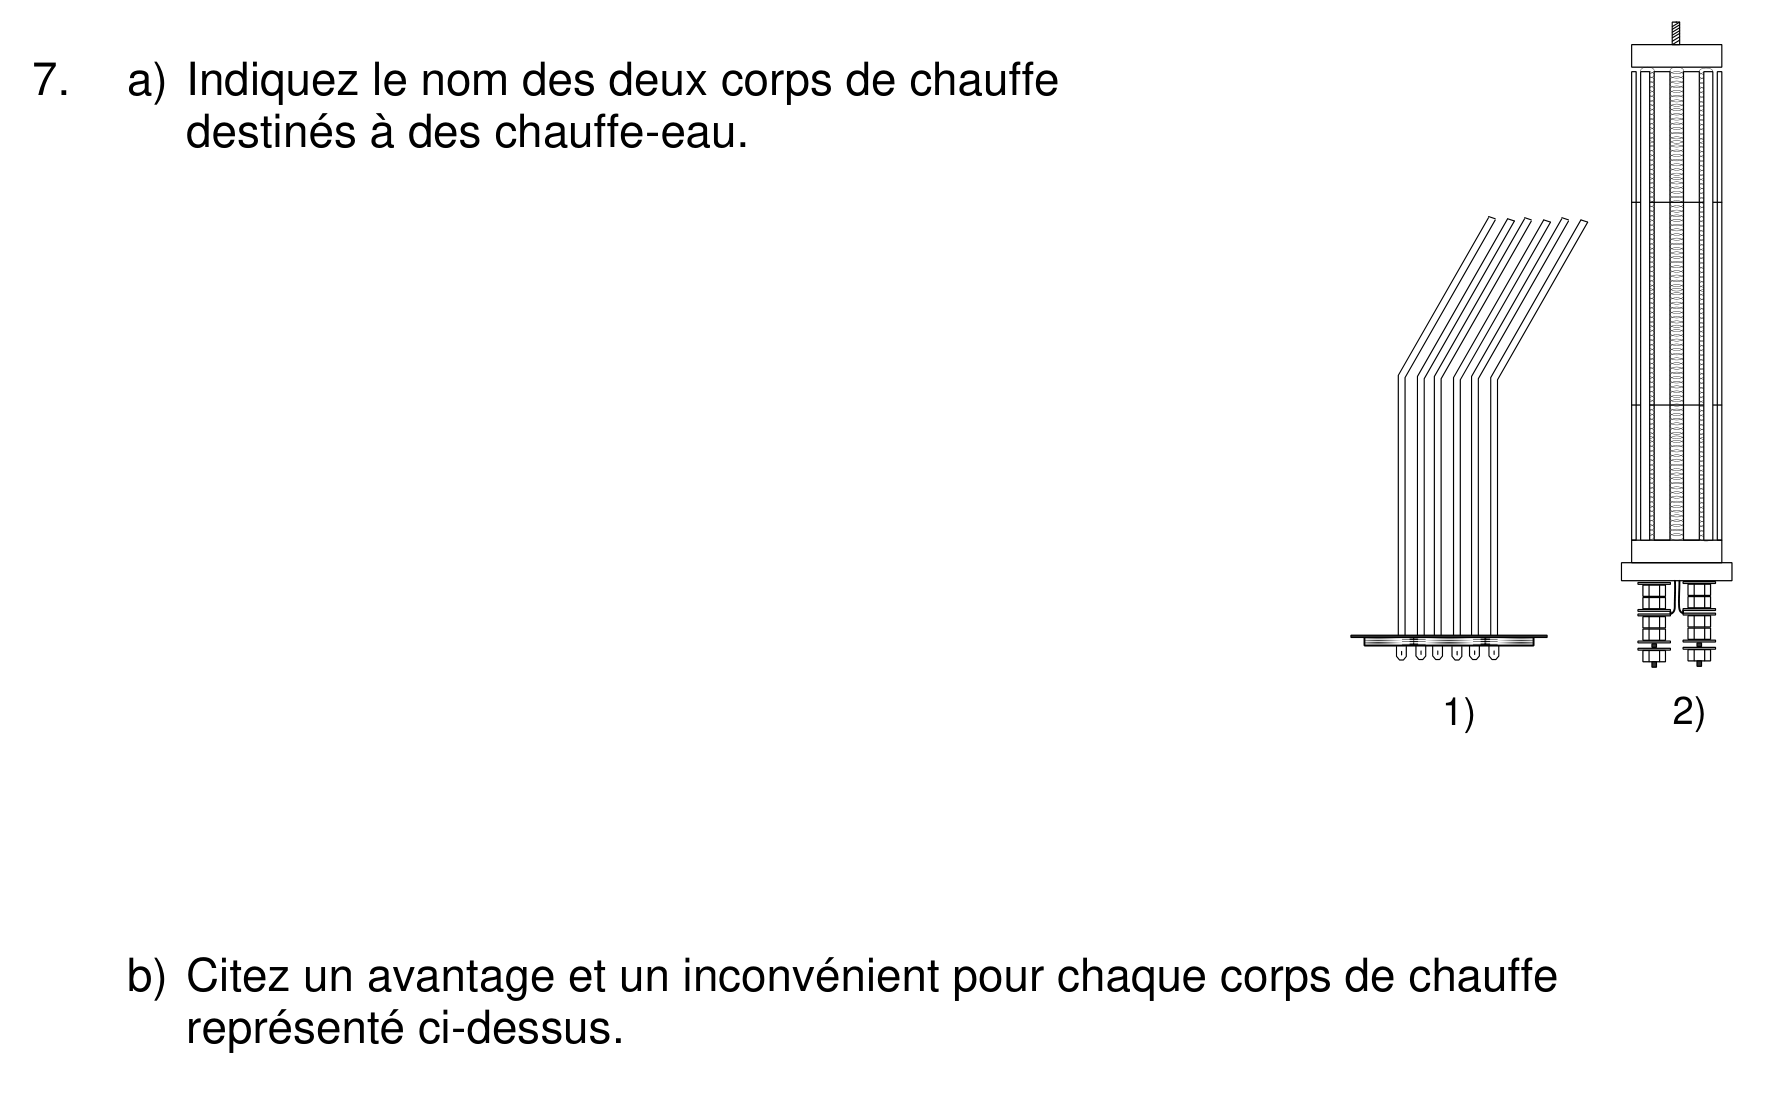 7. a) Indiquez le nom des deux corps de chauffe
destinés à des chauffe-eau.
1) 2)
b) Citez un avantage et un inconvénient pour chaque corps de chauffe
représenté ci-dessus.